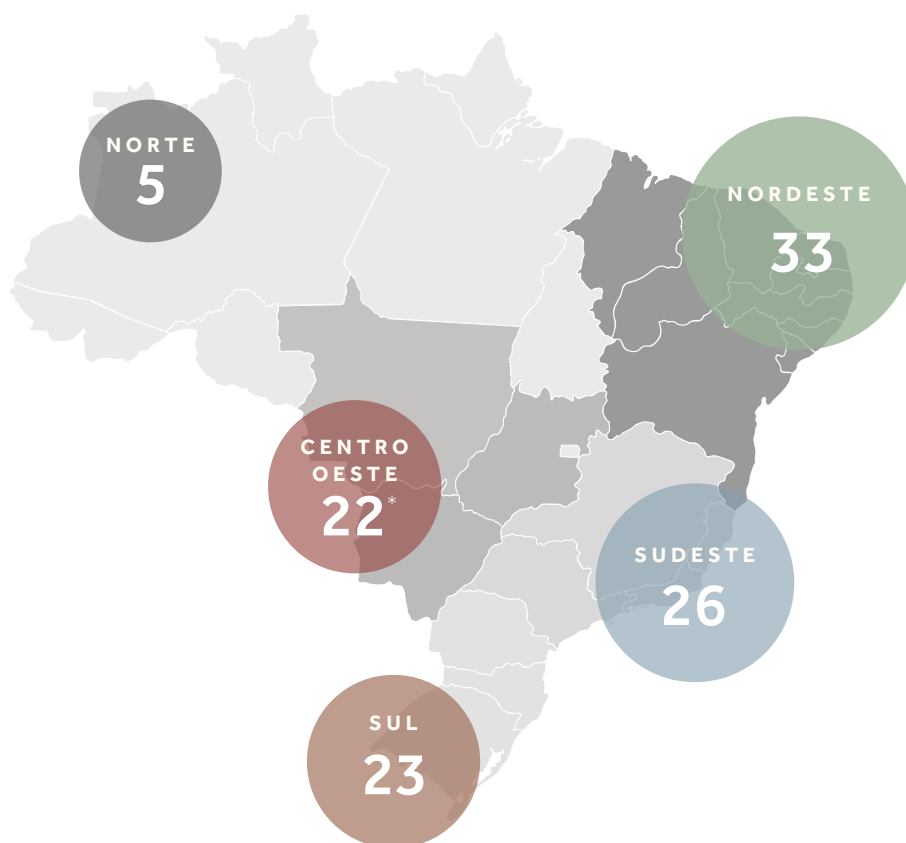 NORTE
5
NORDESTE
33
CENTRO
OESTE
22*
SUDESTE
26
SUL
23